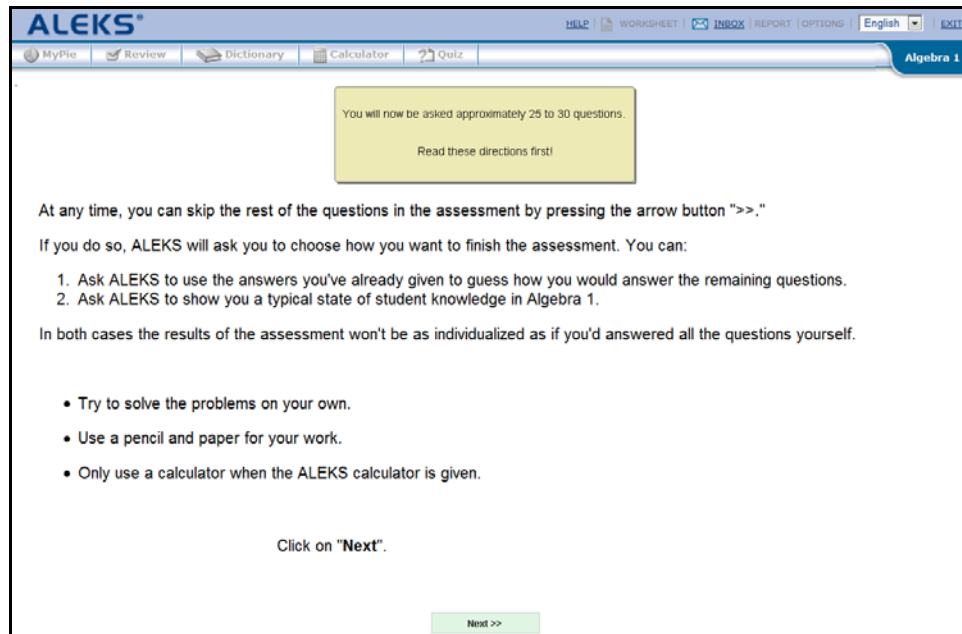 ALEKS®
HELP | WORKSHEET | INBOX | REPORT | OPTIONS | English | EXIT
MyPie Review Dictionary Calculator Quiz
Algebra 1
You will now be asked approximately 25 to 30 questions.
Read these directions first!
At any time, you can skip the rest of the questions in the assessment by pressing the arrow button ">>."
If you do so, ALEKS will ask you to choose how you want to finish the assessment. You can:
1. Ask ALEKS to use the answers you've already given to guess how you would answer the remaining questions.
2. Ask ALEKS to show you a typical state of student knowledge in Algebra 1.
In both cases the results of the assessment won't be as individualized as if you'd answered all the questions yourself.
• Try to solve the problems on your own.
• Use a pencil and paper for your work.
• Only use a calculator when the ALEKS calculator is given.
Click on "Next".
Next >>